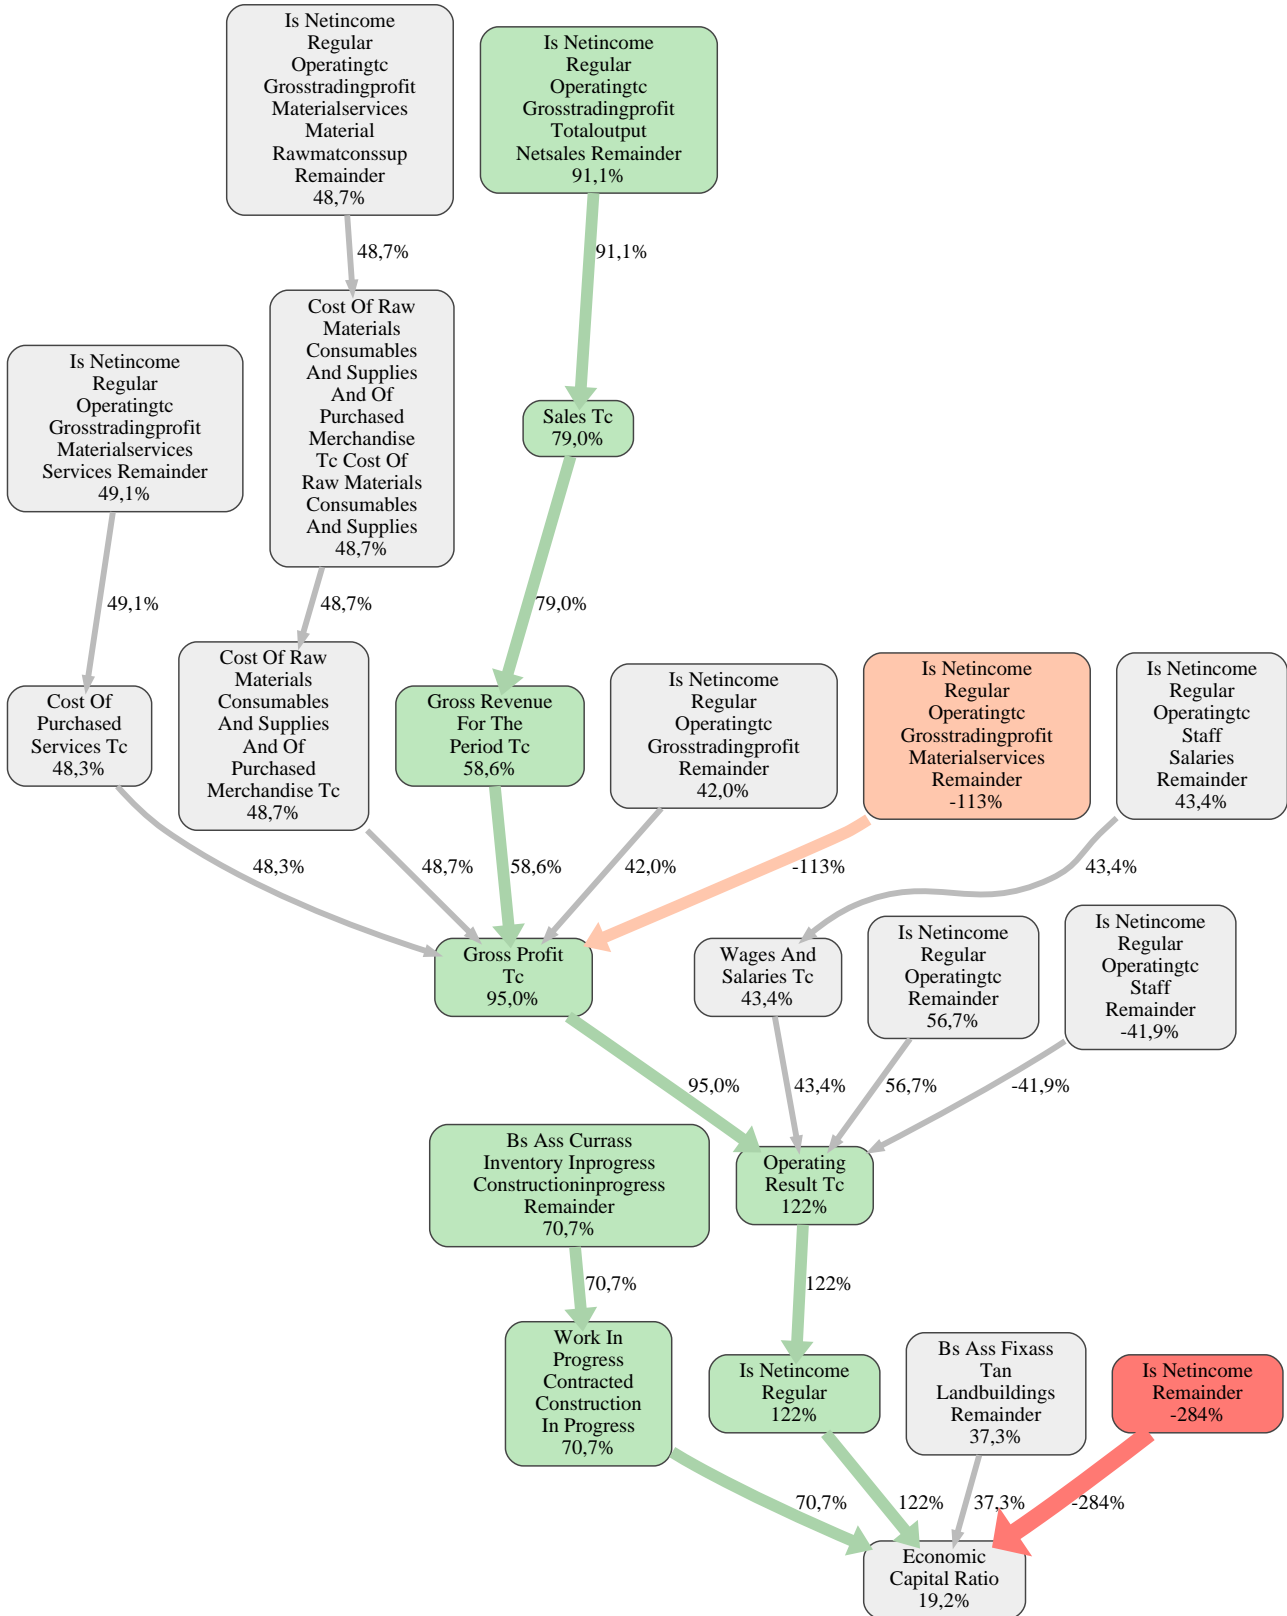 Is Netincome
Regular
Operatingtc
Grosstradingprofit
Materialservices
Material
Rawmatconssup
Remainder
48,7%
Is Netincome
Regular
Operatingtc
Grosstradingprofit
Totaloutput
Netsales Remainder
91,1%
48,7%
91,1%
Cost Of Raw
Materials
Consumables
And Supplies
And Of
Purchased
Merchandise
Tc Cost Of
Raw Materials
Consumables
And Supplies
48,7%
Is Netincome
Regular
Operatingtc
Grosstradingprofit
Materialservices
Services Remainder
49,1%
Sales Tc
79,0%
49,1%
48,7%
79,0%
Cost Of
Purchased
Services Tc
48,3%
Cost Of Raw
Materials
Consumables
And Supplies
And Of
Purchased
Merchandise Tc
48,7%
Gross Revenue
For The
Period Tc
58,6%
Is Netincome
Regular
Operatingtc
Grosstradingprofit
Remainder
42,0%
Is Netincome
Regular
Operatingtc
Grosstradingprofit
Materialservices
Remainder
-113%
Is Netincome
Regular
Operatingtc
Staff
Salaries
Remainder
43,4%
48,3%
48,7%
58,6%
42,0%
-113%
43,4%
Gross Profit
Tc
95,0%
Wages And
Salaries Tc
43,4%
Is Netincome
Regular
Operatingtc
Remainder
56,7%
Is Netincome
Regular
Operatingtc
Staff
Remainder
-41,9%
95,0%
43,4%
56,7%
-41,9%
Bs Ass Currass
Inventory Inprogress
Constructioninprogress
Remainder
70,7%
Operating
Result Tc
122%
70,7%
122%
Work In
Progress
Contracted
Construction
In Progress
70,7%
Is Netincome
Regular
122%
Bs Ass Fixass
Tan
Landbuildings
Remainder
37,3%
Is Netincome
Remainder
-284%
70,7%
122%
37,3%
-284%
Economic
Capital Ratio
19,2%